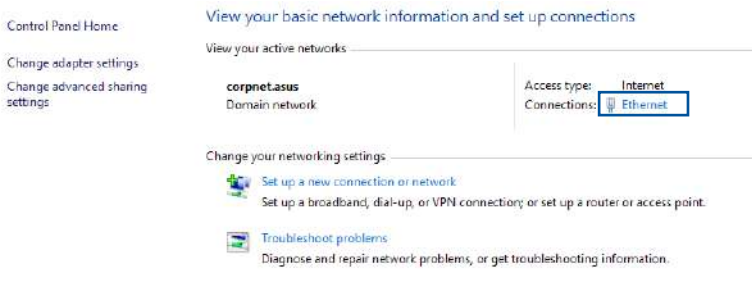 Control Panel Home
Change adapter settings
Change advanced sharing
settings
View your basic network information and set up connections
View your active networks
corpnet.asus
Domain network
Access type: Internet
Connections: Ethernet
Change your networking settings
Set up a new connection or network
Set up a broadband, dial-up, or VPN connection; or set up a router or access point.
Troubleshoot problems
Diagnose and repair network problems, or get troubleshooting information.